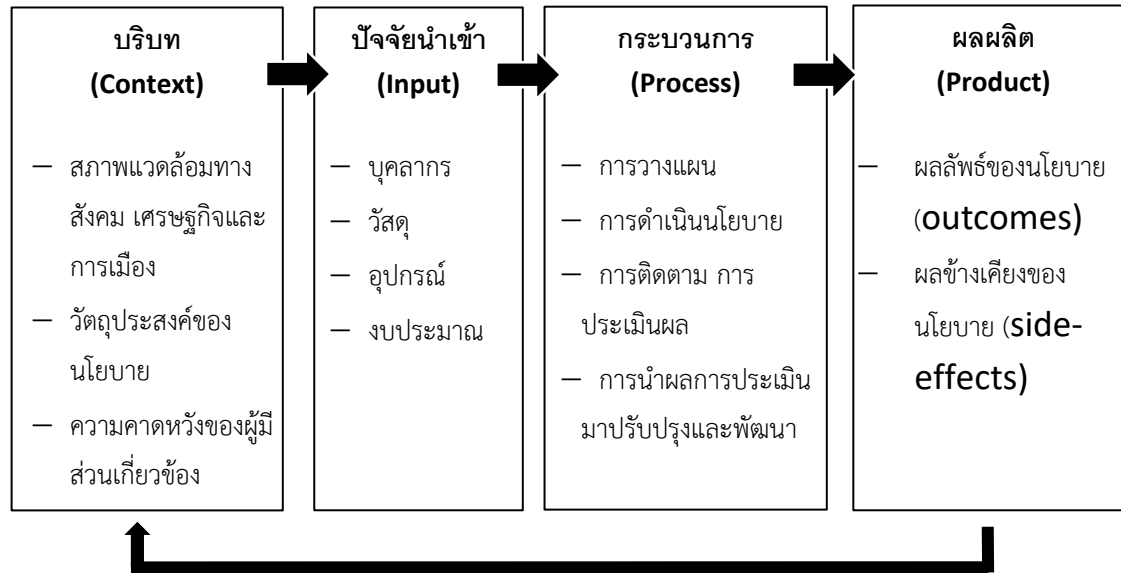 บริบท
(Context)
— สภาพแวดล้อมทาง
สังคม เศรษฐกิจและ
การเมือง
— วัตถุประสงค์ของ
นโยบาย
— ความคาดหวังของผู้มี
ส่วนเกี่ยวข้อง
ปัจจัยนำเข้า
(Input)
— บุคลากร
— วัสดุ
— อุปกรณ์
— งบประมาณ
กระบวนการ
(Process)
— การวางแผน
— การดำเนินนโยบาย
— การติดตาม การ
ประเมินผล
— การนำผลการประเมิน
มาปรับปรุงและพัฒนา
ผลผลิต
(Product)
— ผลลัพธ์ของนโยบาย
(outcomes)
— ผลข้างเคียงของ
นโยบาย (side-
effects)